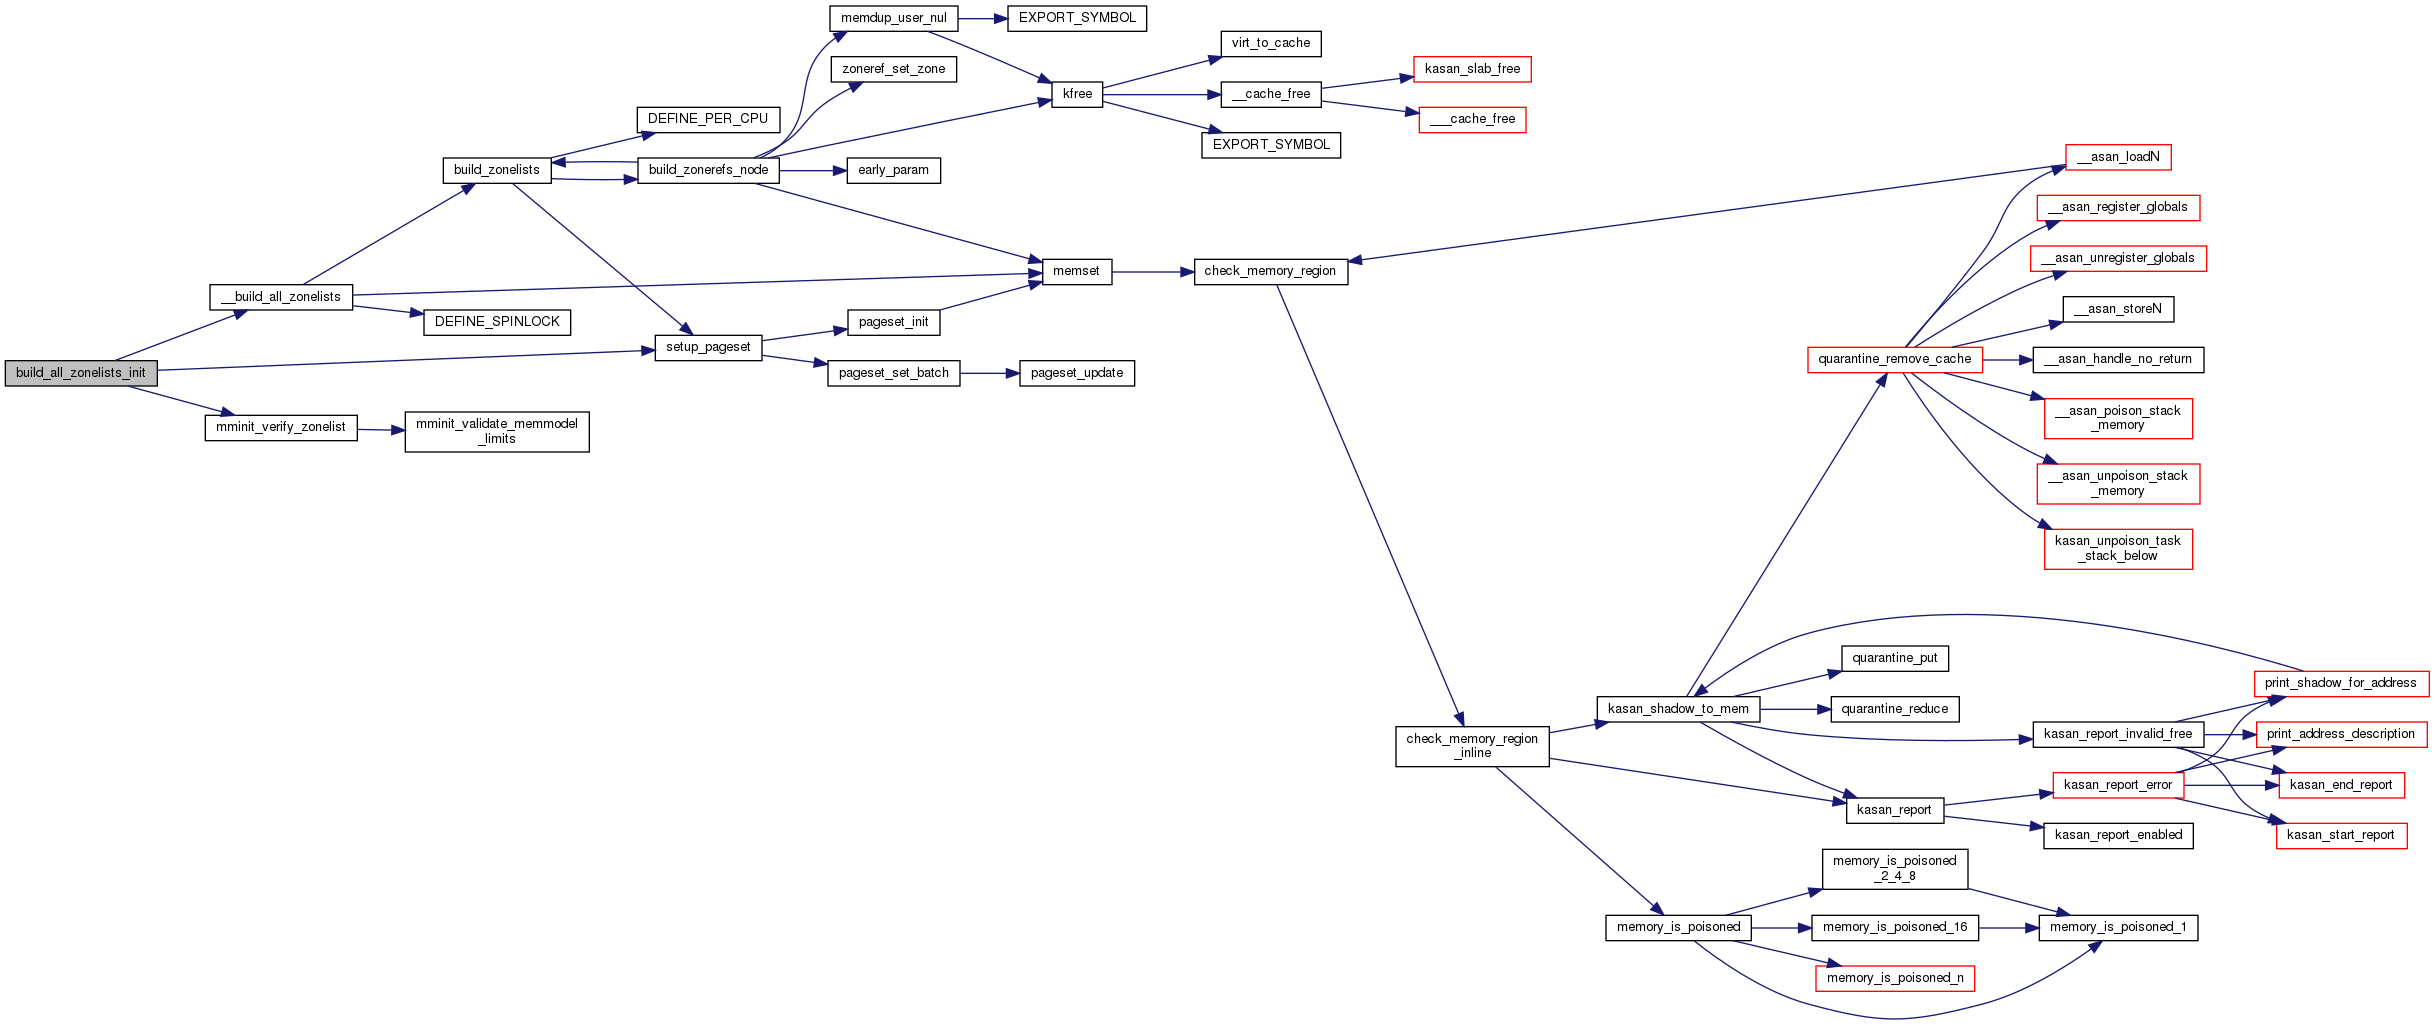 memdup_user_nul
EXPORT_SYMBOL
virt_to_cache
zoneref_set_zone
kasan_slab_free
kfree
__cache_free
DEFINE_PER_CPU
___cache_free
EXPORT_SYMBOL
build_zonelists
build_zonerefs_node
early_param
__asan_loadN
__asan_register_globals
__asan_unregister_globals
memset
check_memory_region
__build_all_zonelists
DEFINE_SPINLOCK
pageset_init
__asan_storeN
setup_pageset
quarantine_remove_cache
__asan_handle_no_return
build_all_zonelists_init
pageset_set_batch
pageset_update
__asan_poison_stack
_memory
mminit_verify_zonelist
mminit_validate_memmodel
_limits
__asan_unpoison_stack
_memory
kasan_unpoison_task
_stack_below
quarantine_put
print_shadow_for_address
kasan_shadow_to_mem
quarantine_reduce
check_memory_region
_inline
kasan_report_invalid_free
print_address_description
kasan_report_error
kasan_end_report
kasan_report
kasan_report_enabled
kasan_start_report
memory_is_poisoned
_2_4_8
memory_is_poisoned
memory_is_poisoned_16
memory_is_poisoned_1
memory_is_poisoned_n